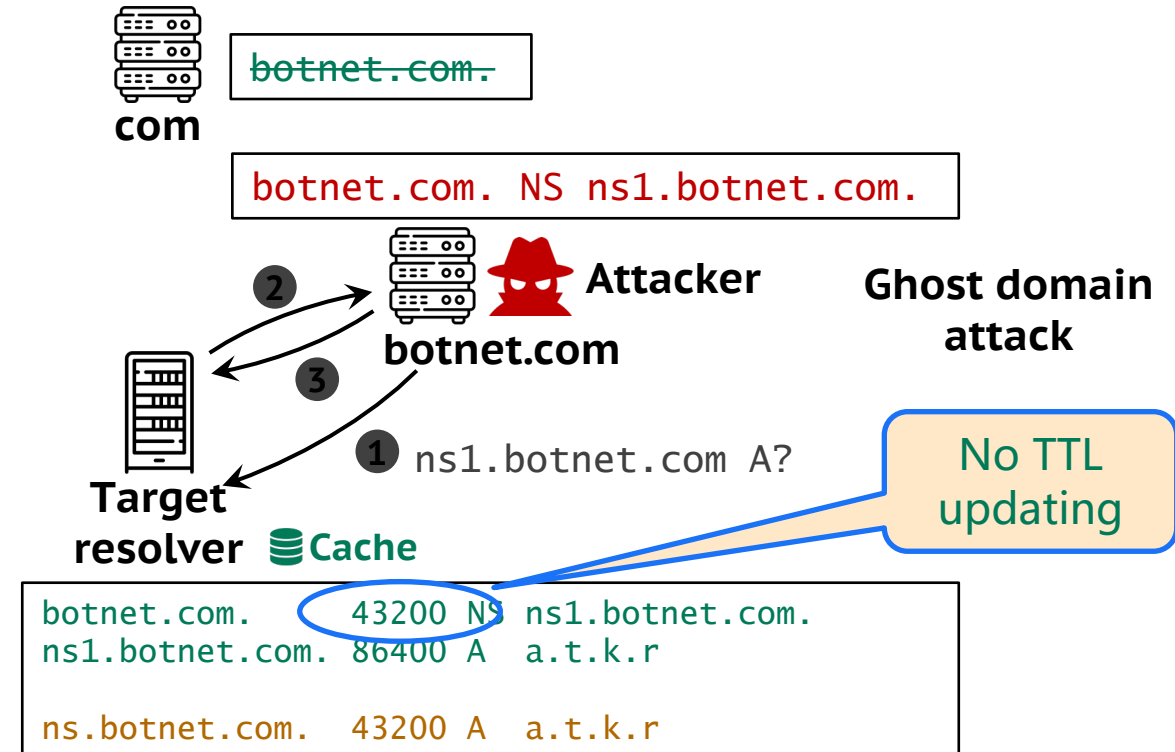 botnet.com.
com
botnet.com. NS ns1.botnet.com.
2
Attacker
Ghost domain
attack
botnet.com
3
1 ns1.botnet.com A?
No TTL
updating
Target
resolver
Cache
botnet.com. 43200 NS ns1.botnet.com.
ns1.botnet.com. 86400 A a.t.k.r
ns.botnet.com. 43200 A a.t.k.r